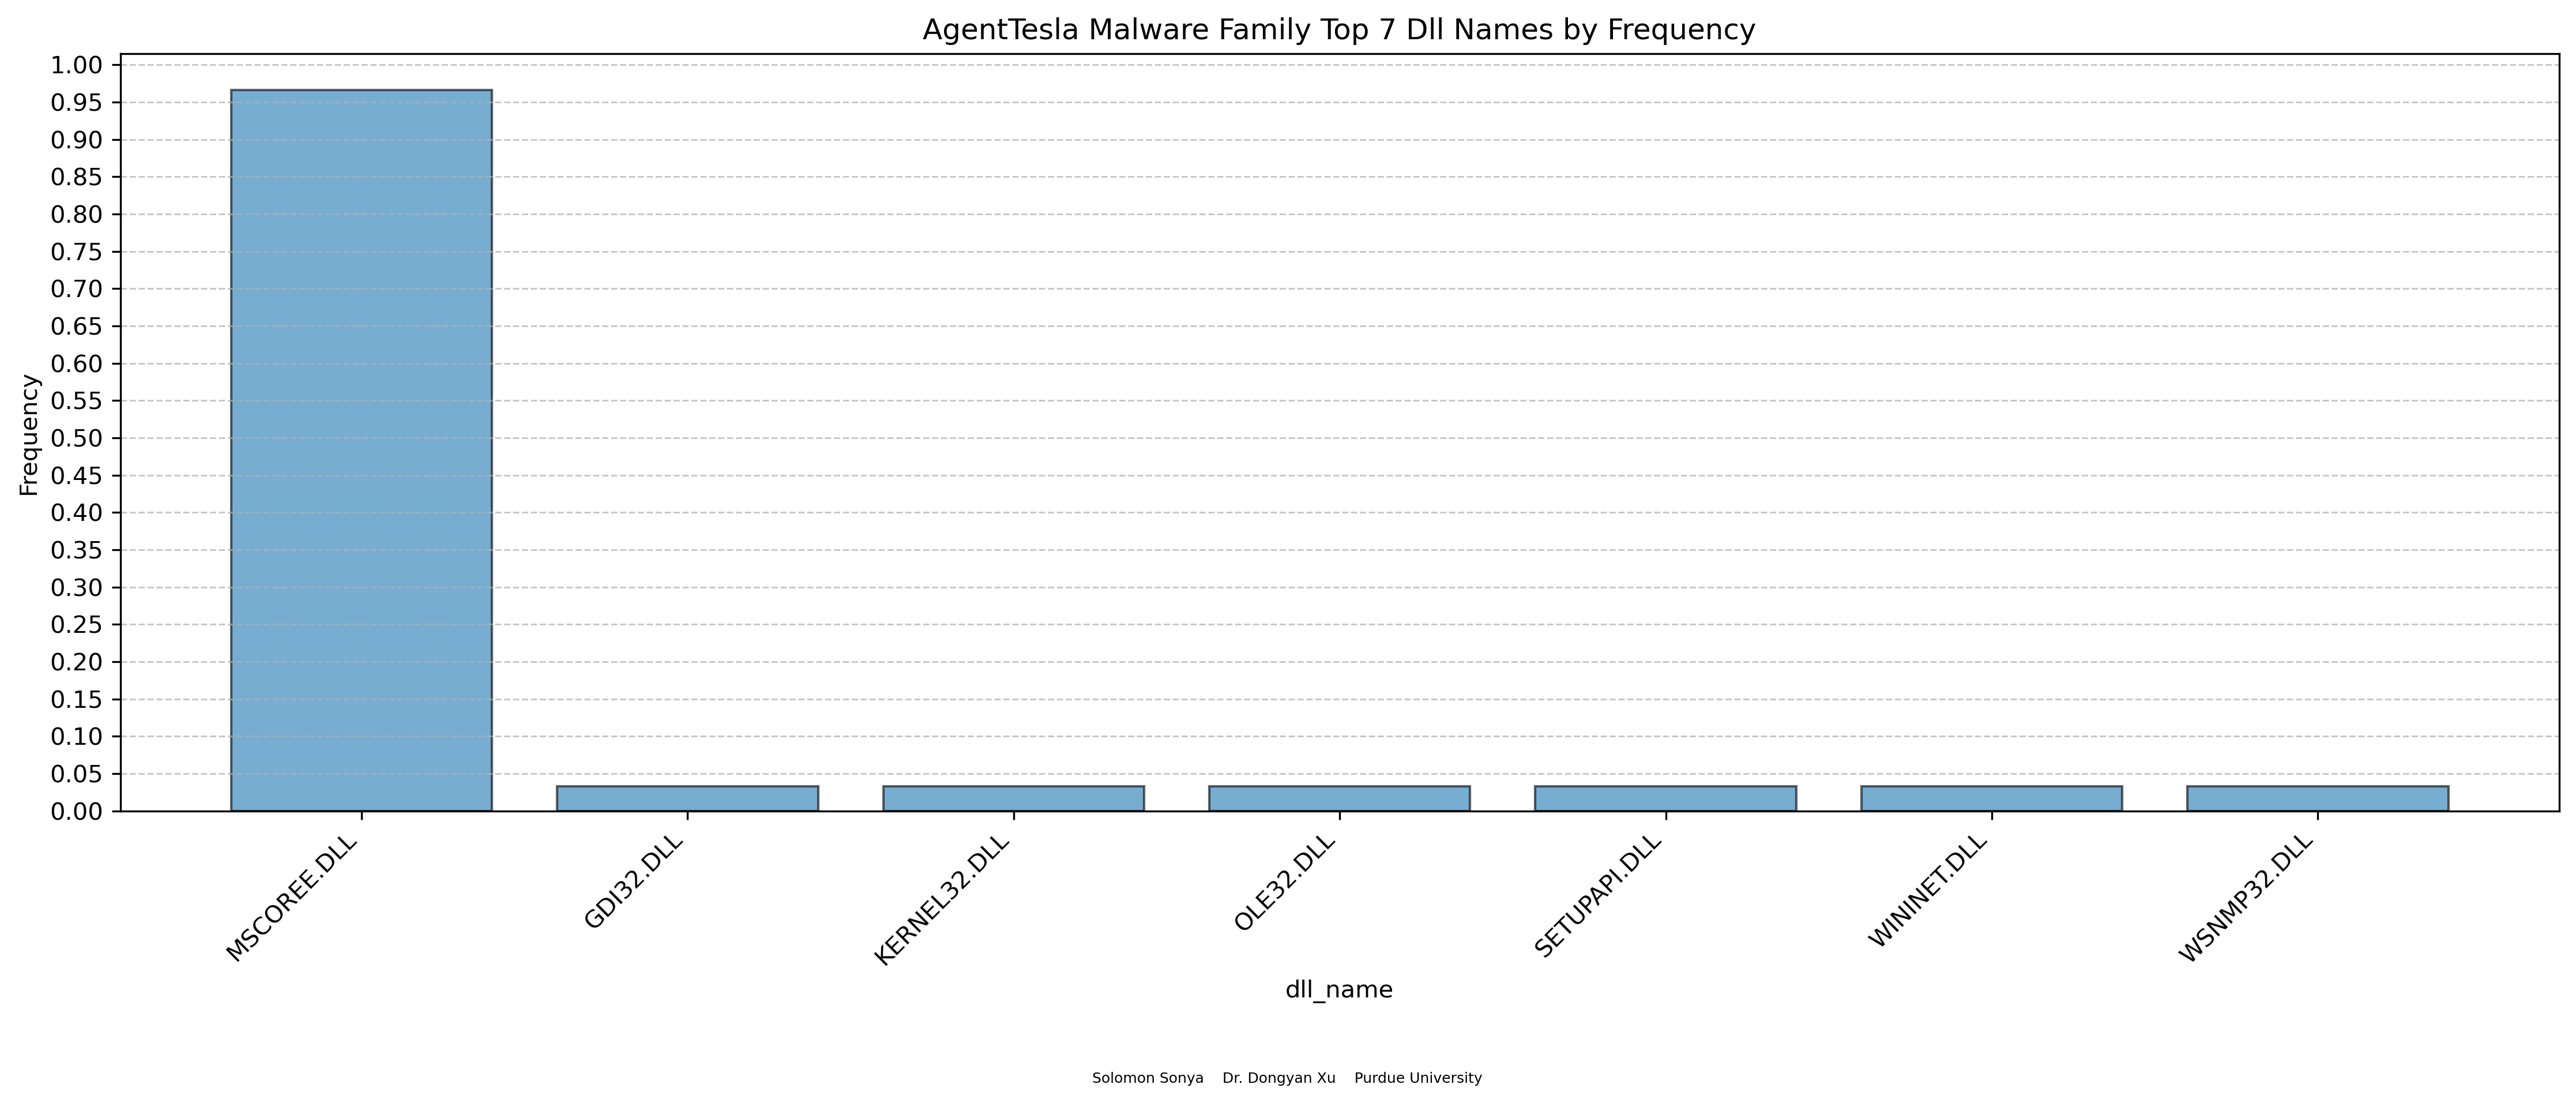 AgentTesla Malware Family Top 7 Dll Names by Frequency
1.00
0.95
0.90
0.85
0.80
0.75
0.70
0.65
0.60
0.55
0.50
0.45
0.40
0.35
0.30
0.25
0.20
0.15
0.10
0.05
0.00
Frequency
MSCOREE.DLL
GDI32.DLL
KERNEL32.DLL
OLE32.DLL
SETUPAPI.DLL
WININET.DLL
WSNMP32.DLL
dll_name
Solomon Sonya Dr. Dongyan Xu Purdue University